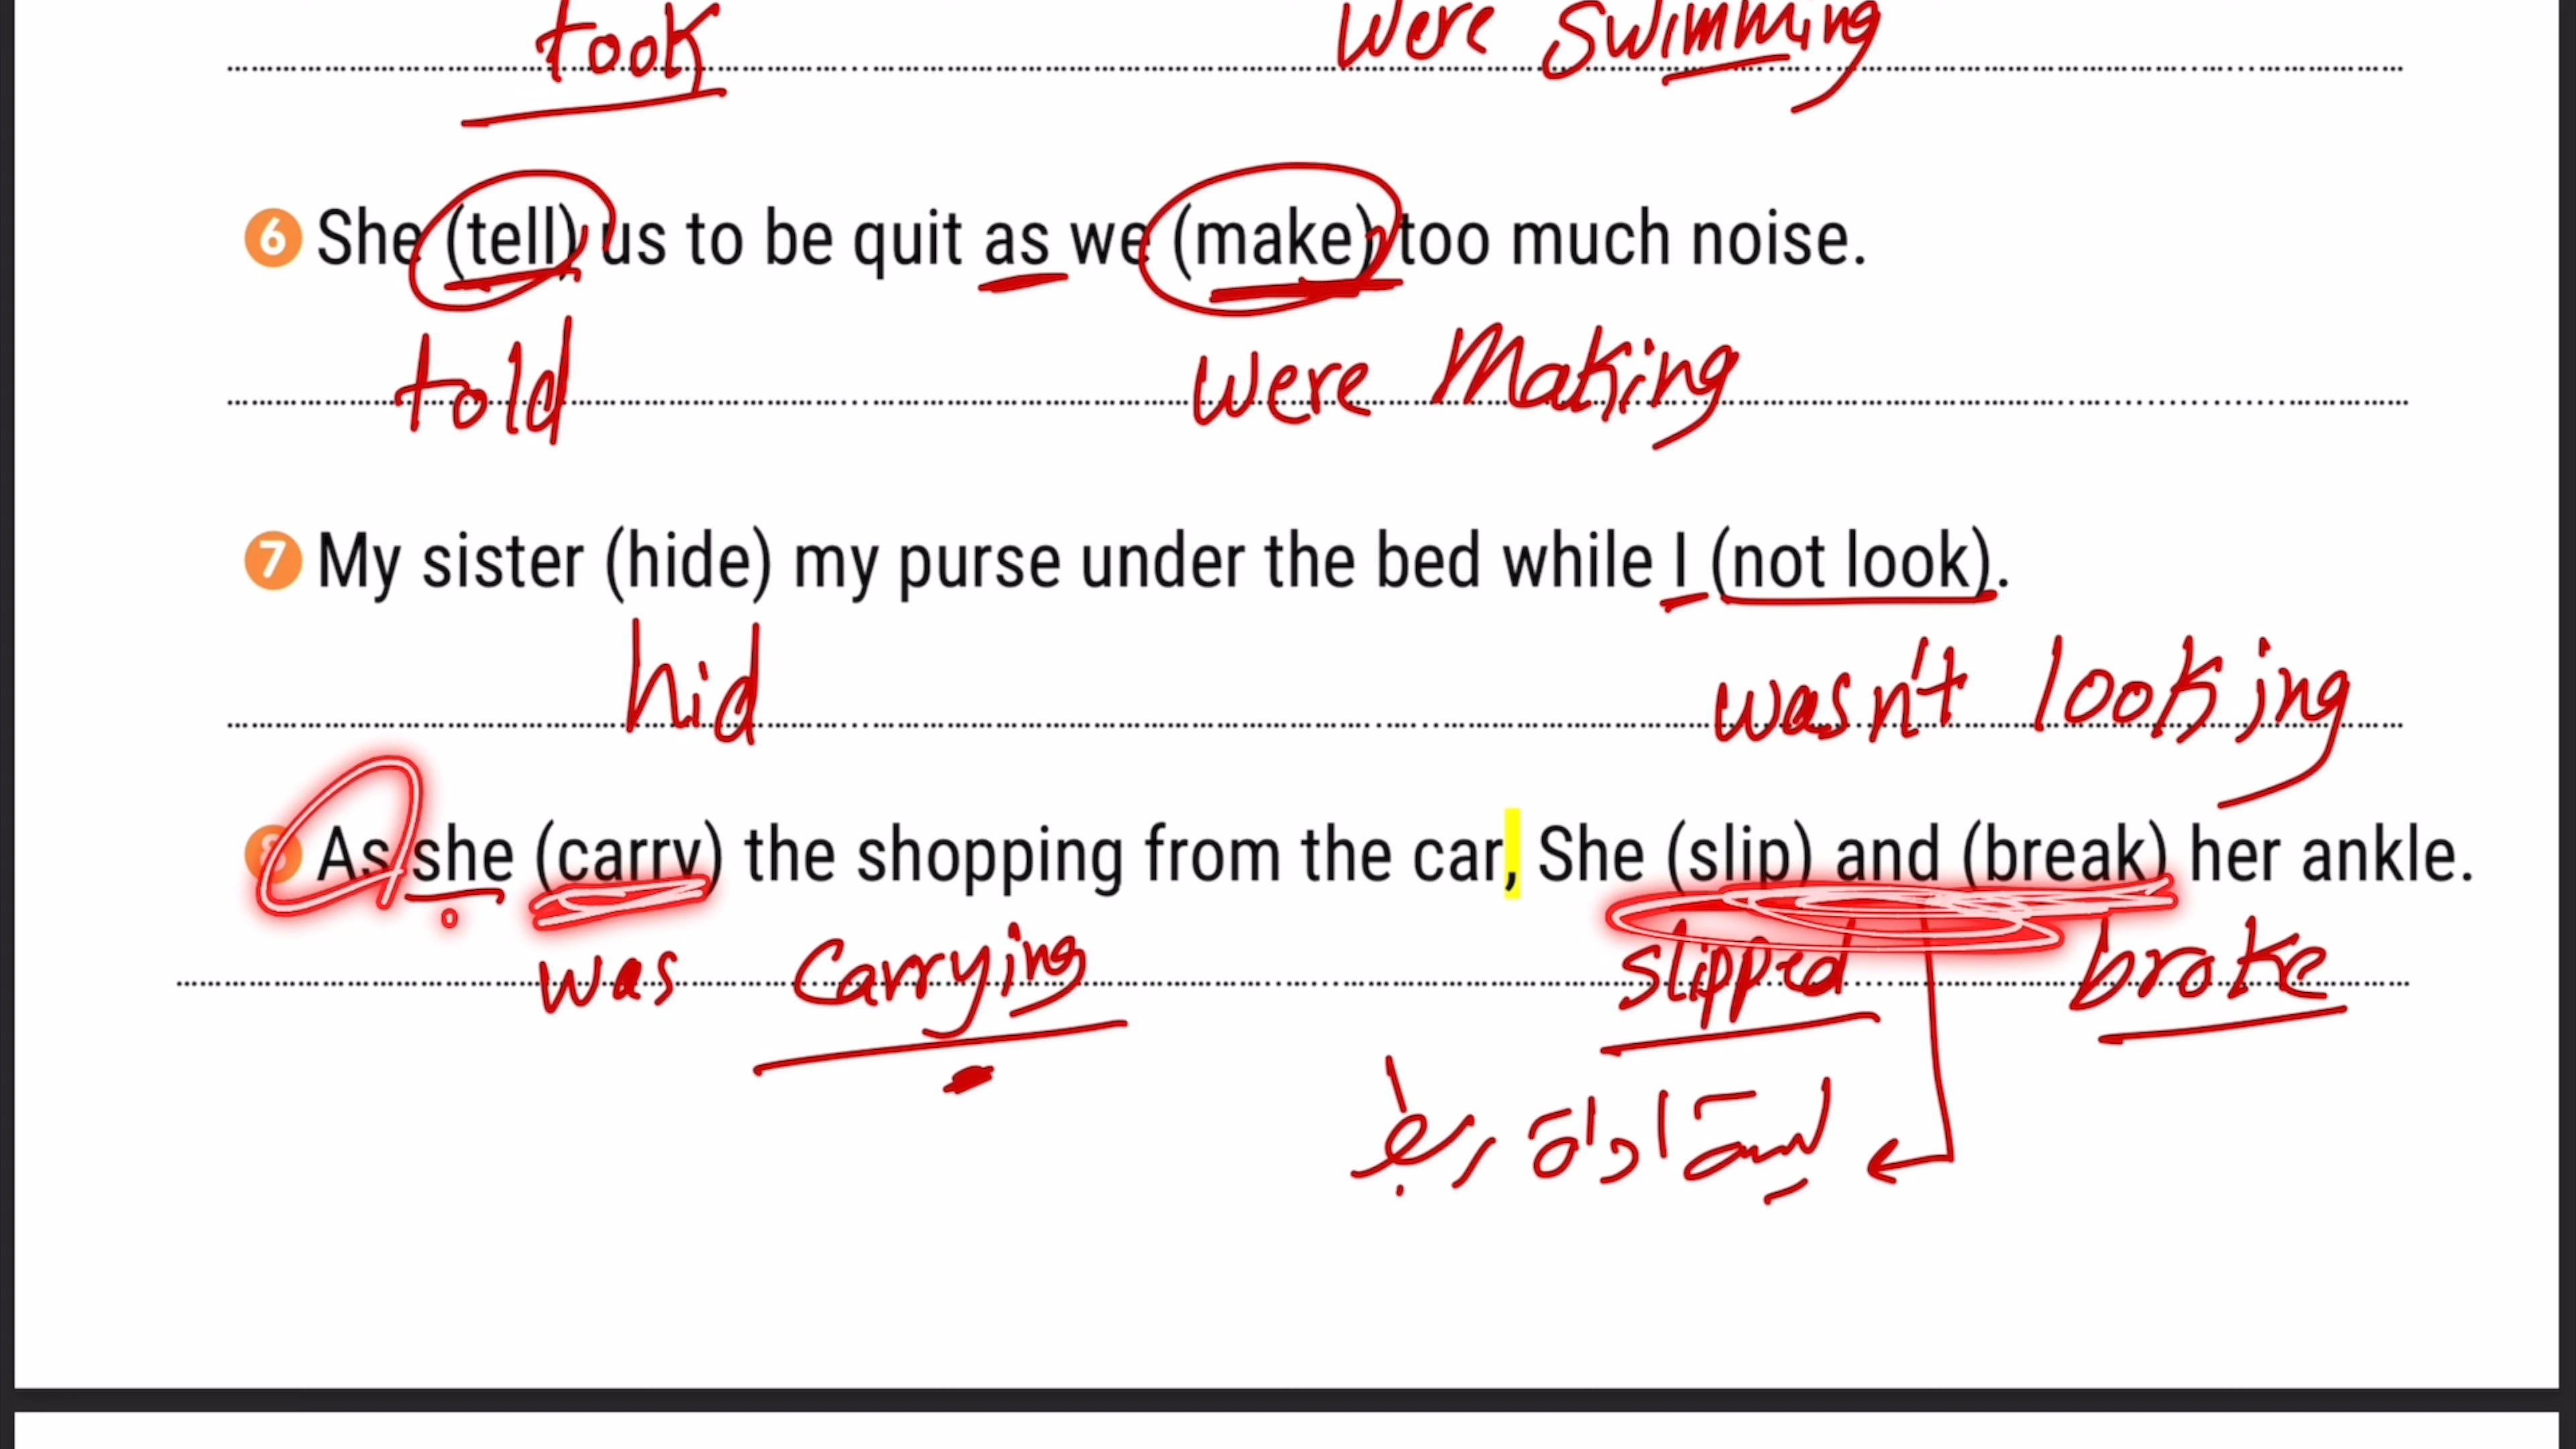 took were swimming
6 She (tell) us to be quit as we (make) too much noise.
told were Making
7 My sister (hide) my purse under the bed while I (not look).
hid wasn't looking
8 As she (carry) the shopping from the car, She (slip) and (break) her ankle.
was Carrying slipped broke
أداة ربط